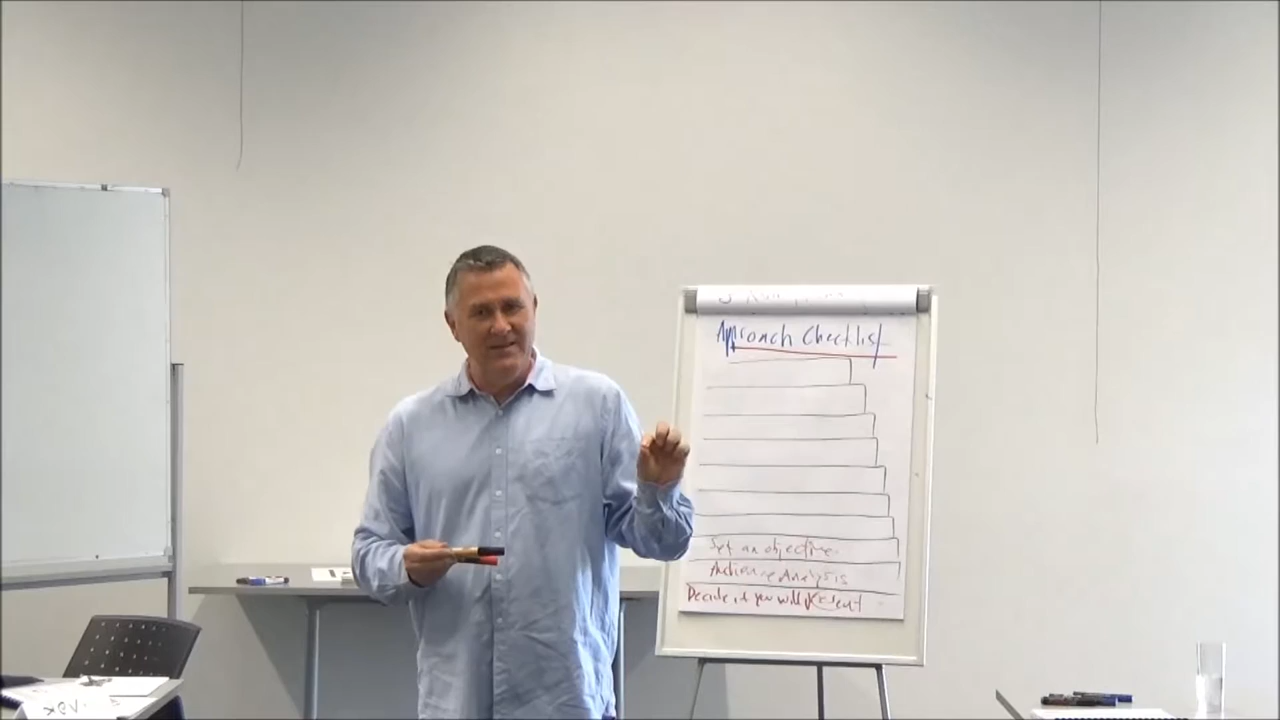 Approach Checklist
Set an objective
Audience Analysis
Decide if you will present